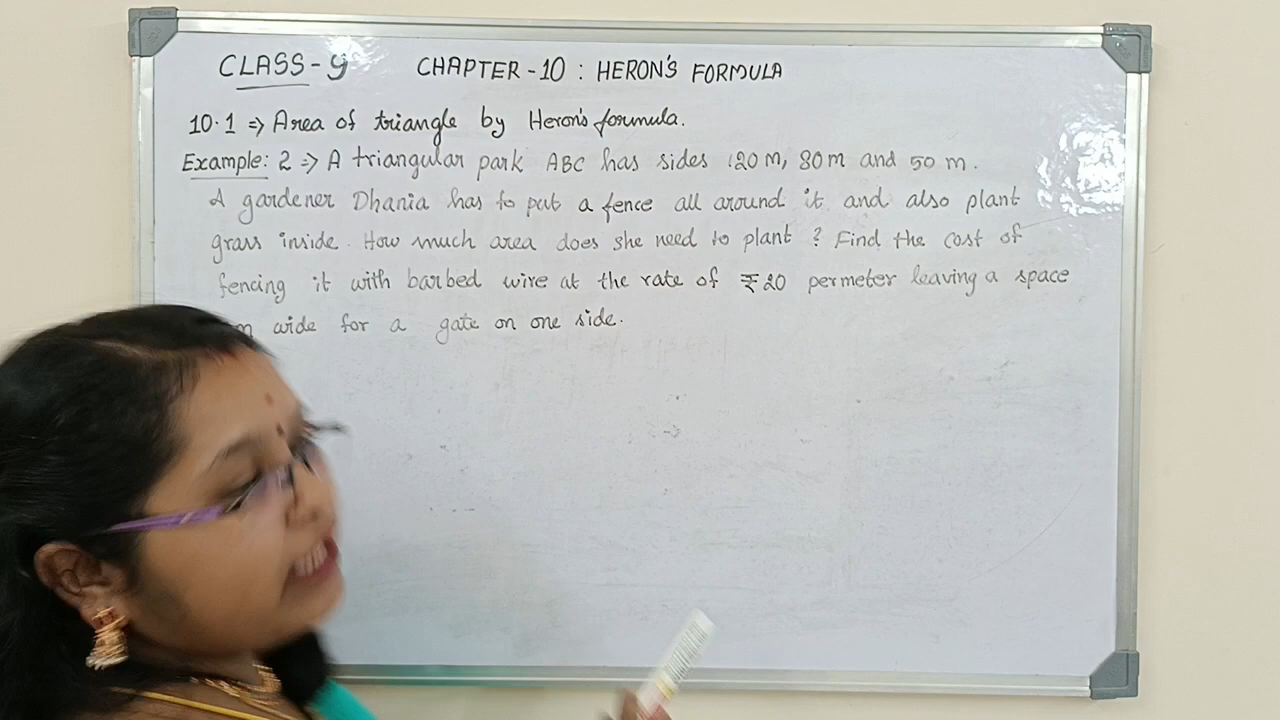 CLASS-9 CHAPTER-10 : HERON'S FORMULA
10.1 ⇒ Area of triangle by Heron's formula.
Example: 2 ⇒ A triangular park ABC has sides 120 m, 80 m and 50 m.
A gardener Dhania has to put a fence all around it and also plant
grass inside. How much area does she need to plant ? Find the cost of
fencing it with barbed wire at the rate of ₹ 20 permeter leaving a space
wide for a gate on one side.